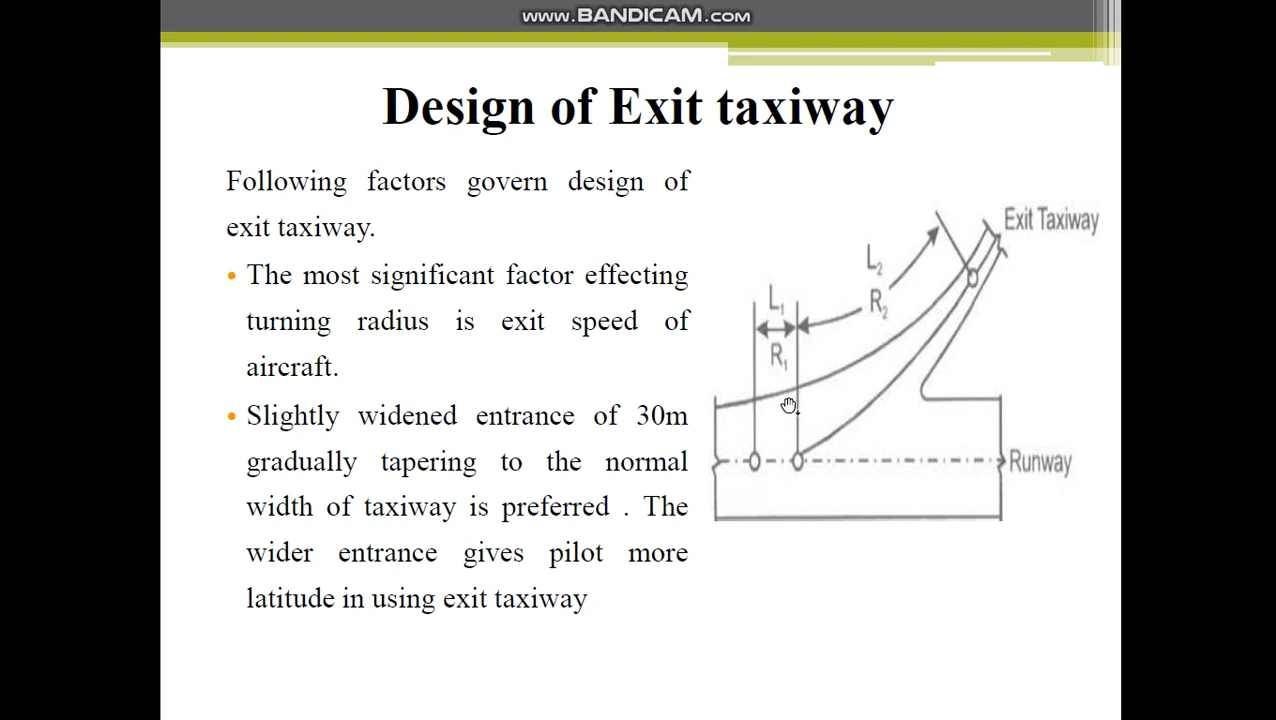 www.BANDICAM.com
Design of Exit taxiway
Following factors govern design of
exit taxiway.
• The most significant factor effecting
turning radius is exit speed of
aircraft.
• Slightly widened entrance of 30m
gradually tapering to the normal
width of taxiway is preferred . The
wider entrance gives pilot more
latitude in using exit taxiway
Exit Taxiway
L₂
R₂
L₁
R₁
Runway